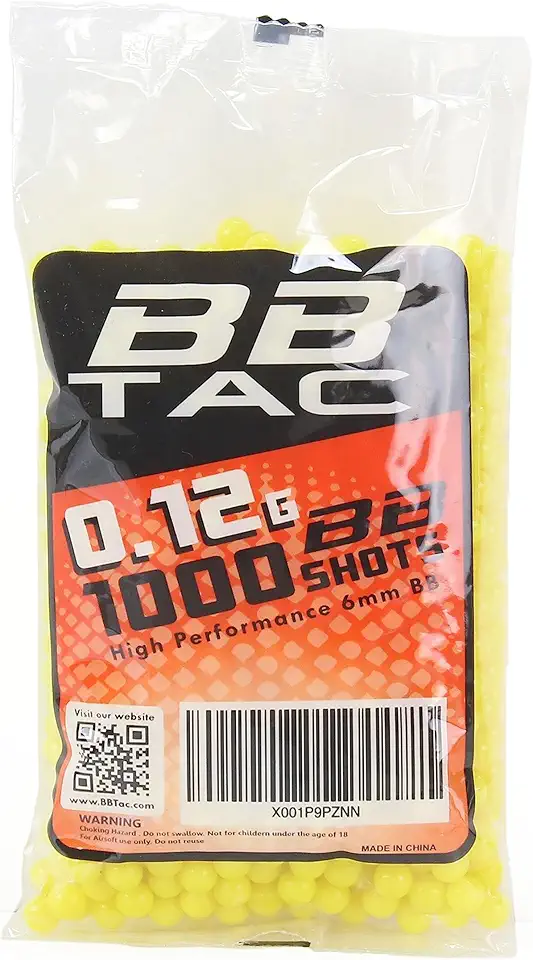 BB
TAC
0.12G BB
1000 SHOTS
High Performance 6mm BB
Visit our website
www.BBTac.com
X001P9PZNN
WARNING
Choking Hazard . Do not swallow. Not for childern under the age of 18
For Airsoft use only. Do not reuse
MADE IN CHINA